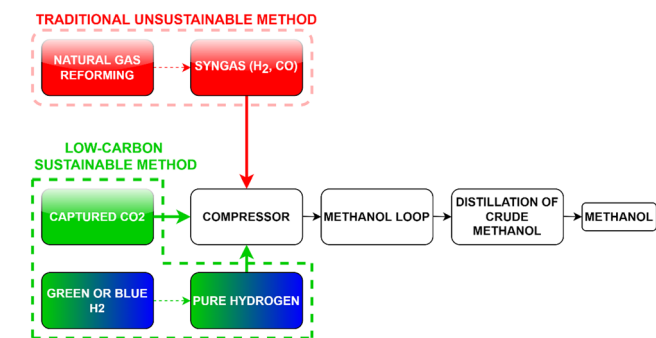 TRADITIONAL UNSUSTAINABLE METHOD
NATURAL GAS
REFORMING
SYNGAS (H₂, CO)
LOW-CARBON
SUSTAINABLE METHOD
CAPTURED CO2
COMPRESSOR
METHANOL LOOP
DISTILLATION OF
CRUDE
METHANOL
METHANOL
GREEN OR BLUE
H2
PURE HYDROGEN